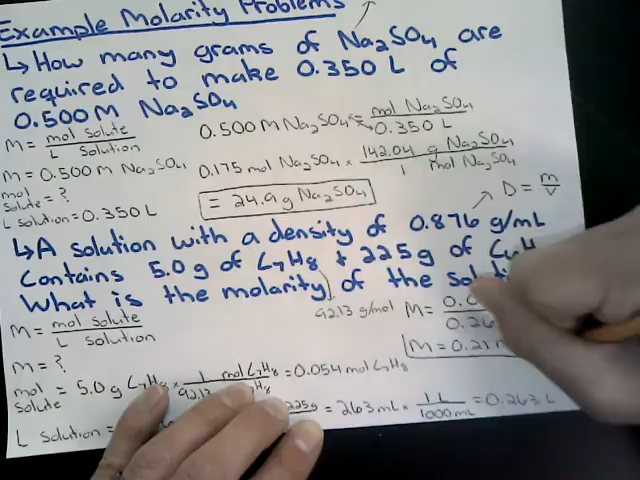 Example Molarity Problems
↳How many grams of Na₂SO₄ are
required to make 0.350 L of
0.500 M Na₂SO₄
M = mol solute / L solution
0.500 M Na₂SO₄ = mol Na₂SO₄ / 0.350 L
M = 0.500 M Na₂SO₄
0.175 mol Na₂SO₄ × 142.04 g Na₂SO₄ / 1 mol Na₂SO₄
mol solute = ?
= 24.9 g Na₂SO₄
L solution = 0.350 L
D = m/v
↳A solution with a density of 0.876 g/mL
contains 5.0 g of C₇H₈ + 225 g of
What is the molarity of the
92.13 g/mol
M = mol solute / L solution
M =
M = ?
M = 0.21
mol solute = 5.0 g C₇H₈ × 1 mol C₇H₈ = 0.054 mol C₇H₈
L solution =
225g = 263 mL × 1 L / 1000 mL = 0.263 L